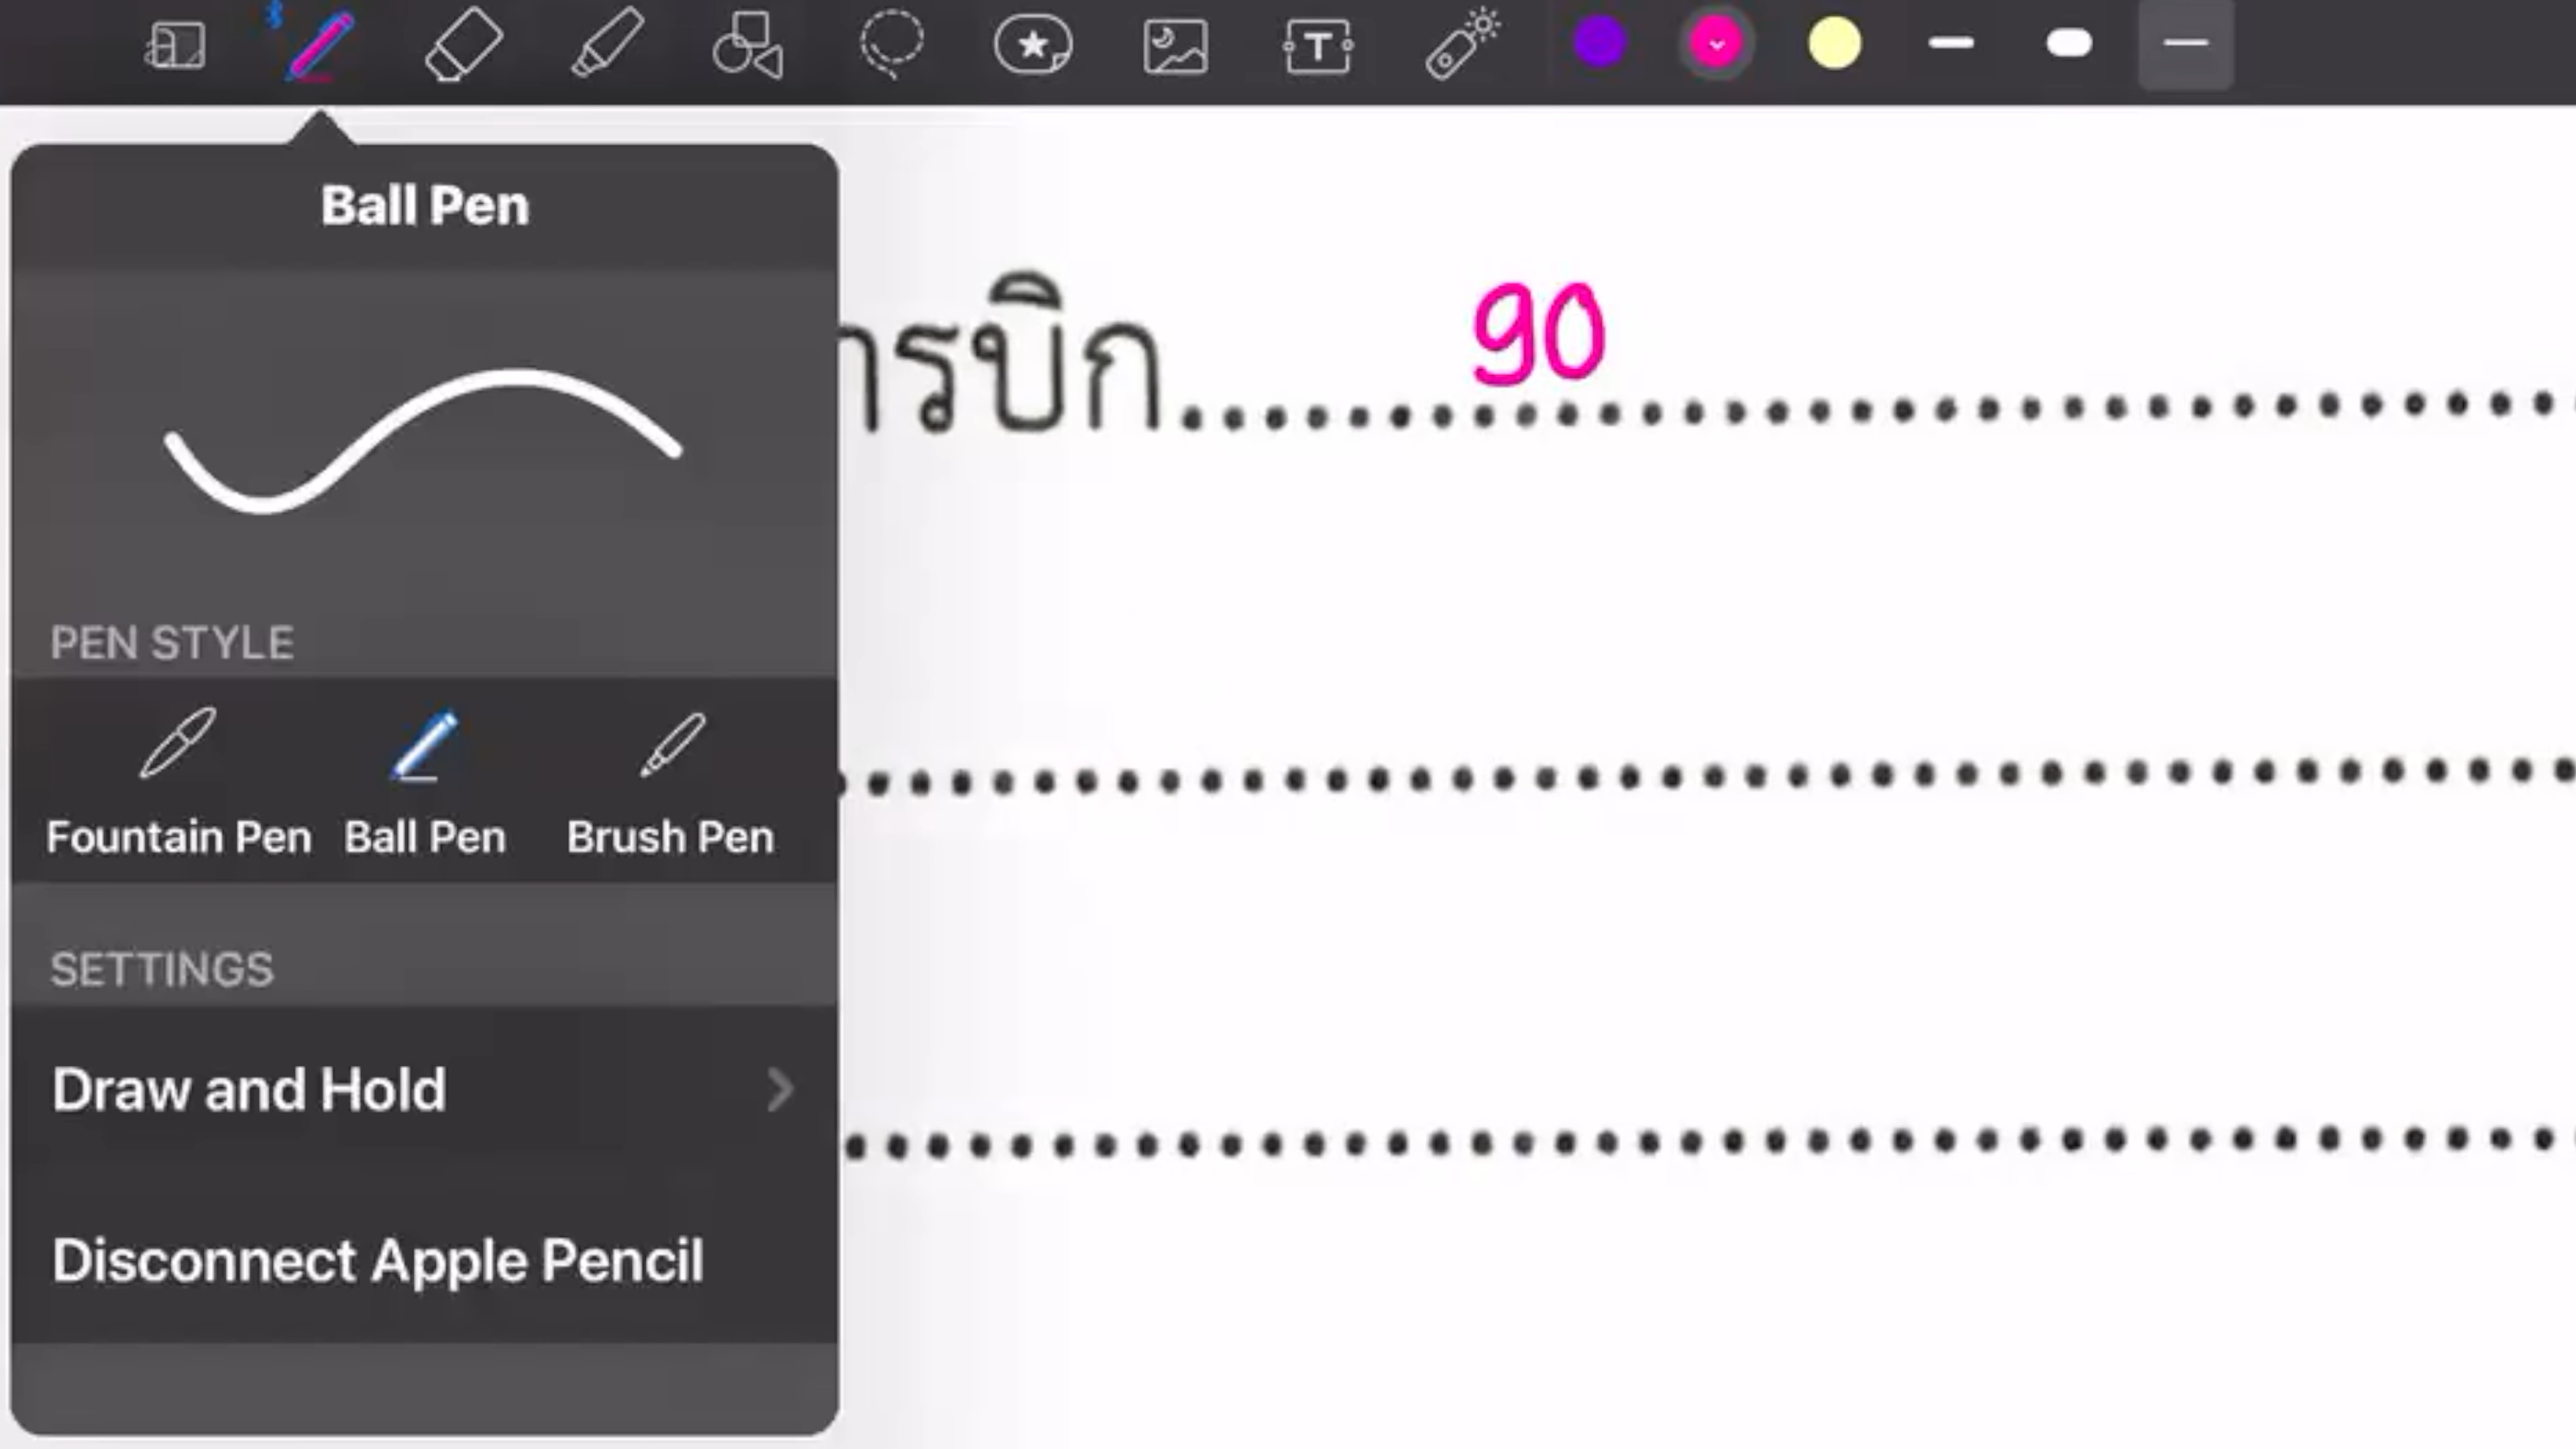 Ball Pen
ารบิก.......................................
90
PEN STYLE
Fountain Pen Ball Pen Brush Pen
SETTINGS
Draw and Hold
Disconnect Apple Pencil